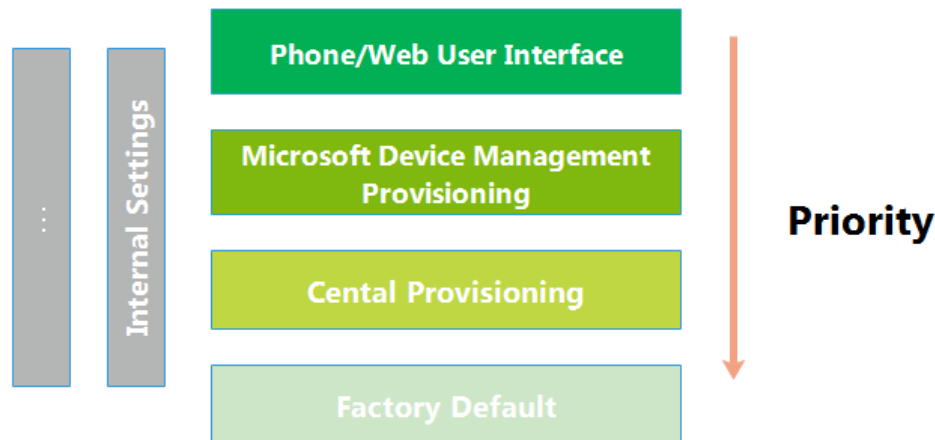 Phone/Web User Interface
Microsoft Device Management
Provisioning
Cental Provisioning
Factory Default
Internal Settings
...
Priority